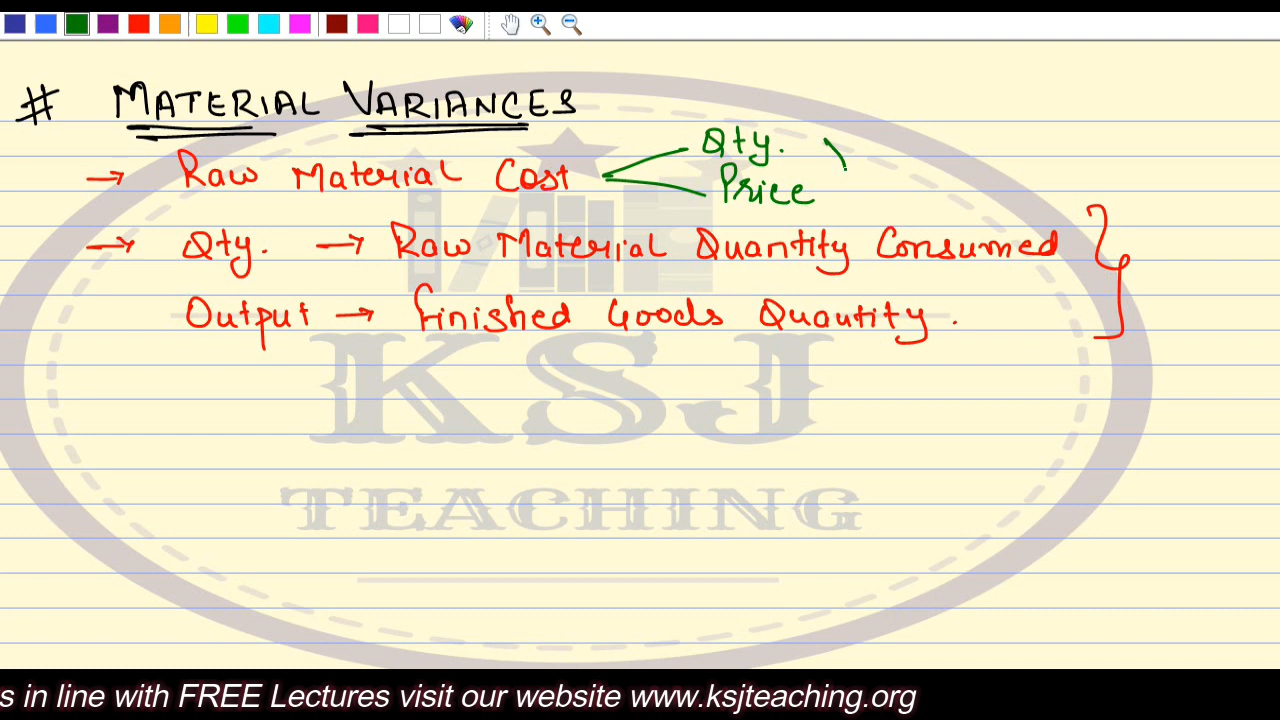 # MATERIAL VARIANCES
→ Raw Material Cost
Qty.
Price
→ Qty. → Raw Material Quantity Consumed
Output → Finished Goods Quantity.
KSJ
TEACHING
s in line with FREE Lectures visit our website www.ksjteaching.org